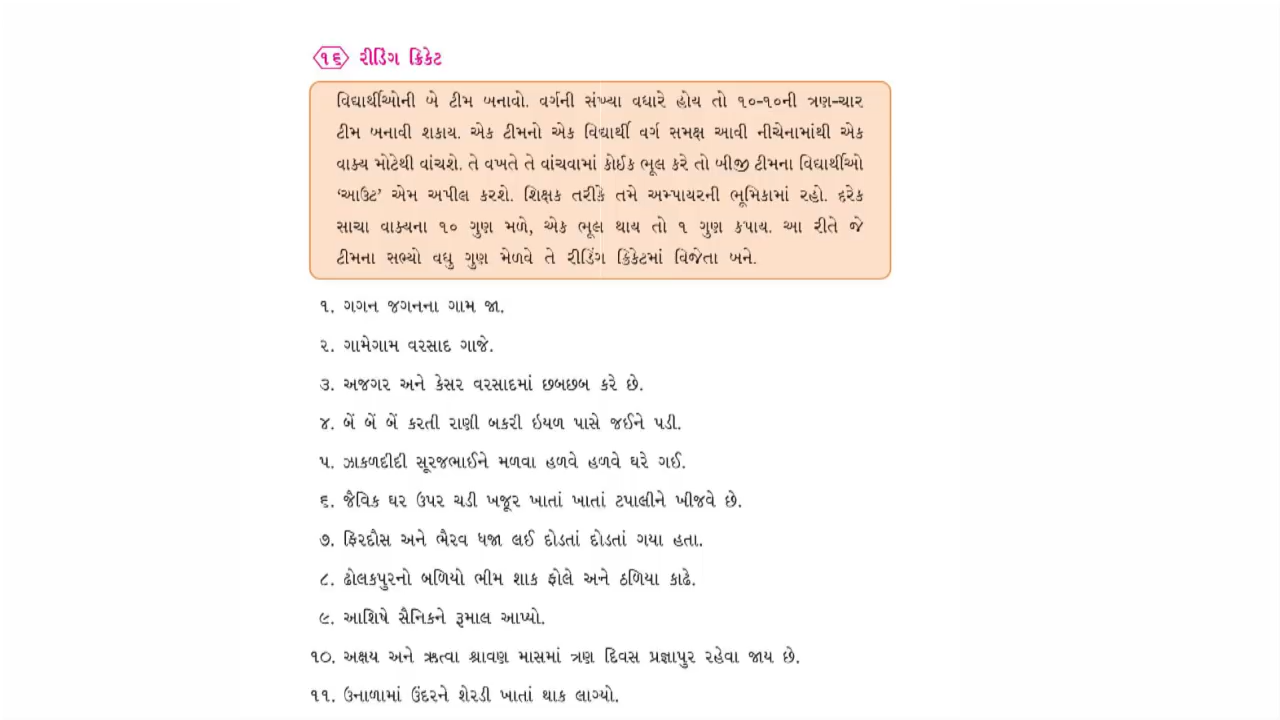 ૧૬ રીડિંગ ક્રિકેટ
વિદ્યાર્થીઓની બે ટીમ બનાવો. વર્ગની સંખ્યા વધારે હોય તો ૧૦-૧૦ની ત્રણ-ચાર
ટીમ બનાવી શકાય. એક ટીમનો એક વિદ્યાર્થી વર્ગ સમક્ષ આવી નીચેનામાંથી એક
વાક્ય મોટેથી વાંચશે. તે વખતે તે વાંચવામાં કોઈક ભૂલ કરે તો બીજી ટીમના વિદ્યાર્થીઓ
‘આઉટ’ એમ અપીલ કરશે. શિક્ષક તરીકે તમે અમ્પાયરની ભૂમિકામાં રહો. દરેક
સાચા વાક્યના ૧૦ ગુણ મળે, એક ભૂલ થાય તો ૧ ગુણ કપાય. આ રીતે જે
ટીમના સભ્યો વધુ ગુણ મેળવે તે રીડિંગ ક્રિકેટમાં વિજેતા બને.
૧. ગગન જગનના ગામ જા.
૨. ગામેગામ વરસાદ ગાજે.
૩. અજગર અને કેસર વરસાદમાં છબછબ કરે છે.
૪. બેં બેં બેં કરતી રાણી બકરી ઇયળ પાસે જઈને પડી.
૫. ઝાકળદીદી સૂરજભાઈને મળવા હળવે હળવે ઘરે ગઈ.
૬. જૈવિક ઘર ઉપર ચડી ખજૂર ખાતાં ખાતાં ટપાલીને ખીજવે છે.
૭. ફિરદૌસ અને ભૈરવ ધજા લઈ દોડતાં દોડતાં ગયા હતા.
૮. ઢોલકપુરનો બળિયો ભીમ શાક ફોલે અને ઠળિયા કાઢે.
૯. આશિષે સૈનિકને રૂમાલ આપ્યો.
૧૦. અક્ષય અને ઋત્વા શ્રાવણ માસમાં ત્રણ દિવસ પ્રજ્ઞાપુર રહેવા જાય છે.
૧૧. ઉનાળામાં ઉંદરને શેરડી ખાતાં થાક લાગ્યો.